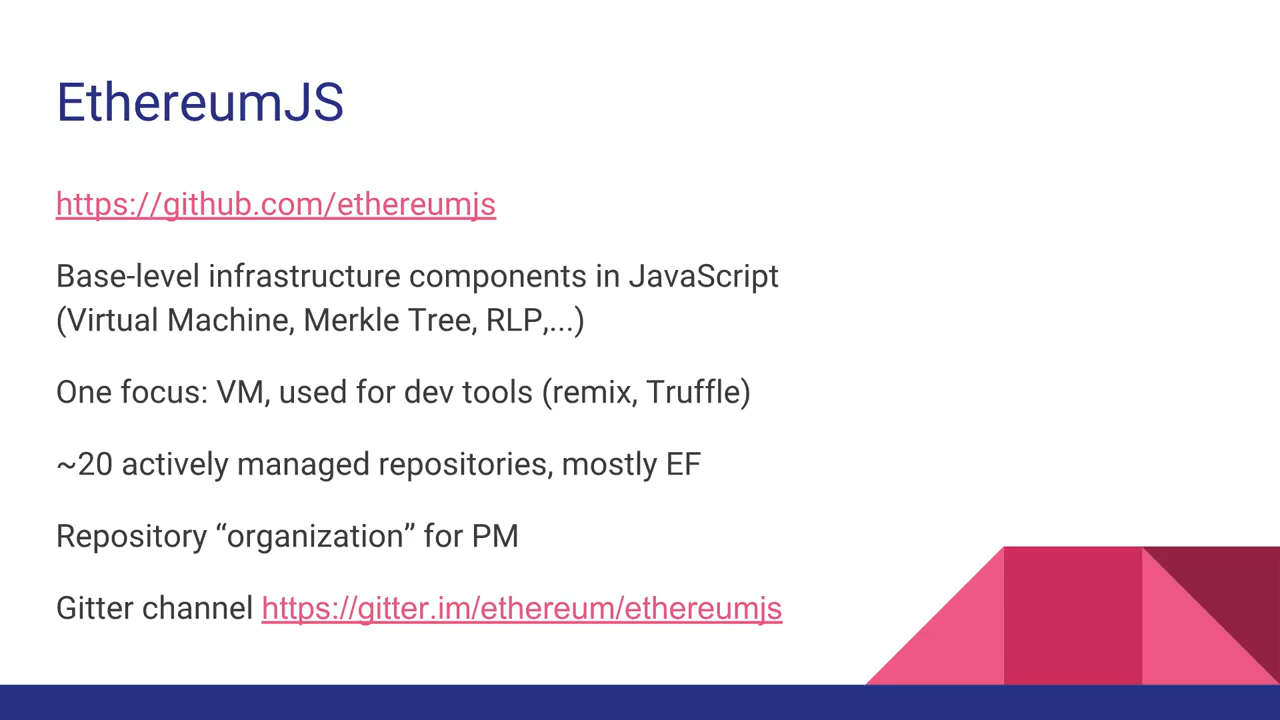 EthereumJS
https://github.com/ethereumjs
Base-level infrastructure components in JavaScript
(Virtual Machine, Merkle Tree, RLP,...)
One focus: VM, used for dev tools (remix, Truffle)
~20 actively managed repositories, mostly EF
Repository “organization” for PM
Gitter channel https://gitter.im/ethereum/ethereumjs